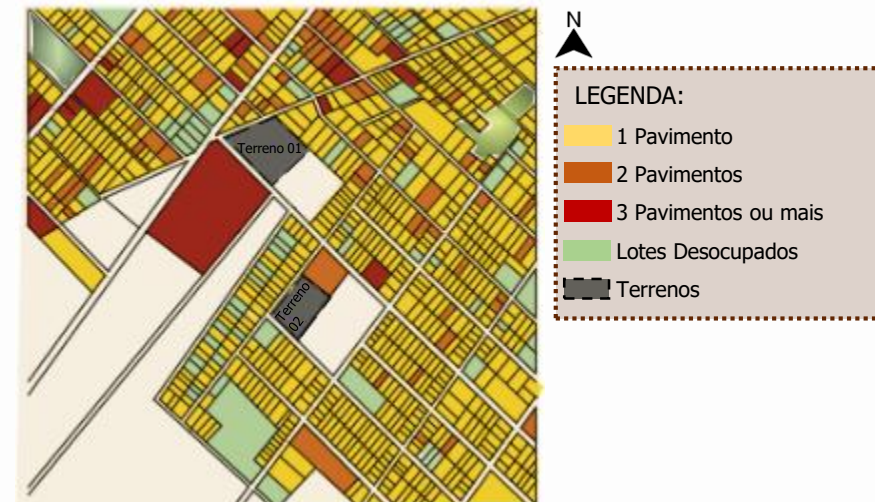 N
LEGENDA:
1 Pavimento
2 Pavimentos
3 Pavimentos ou mais
Lotes Desocupados
Terrenos
Terreno 01
Terreno
02